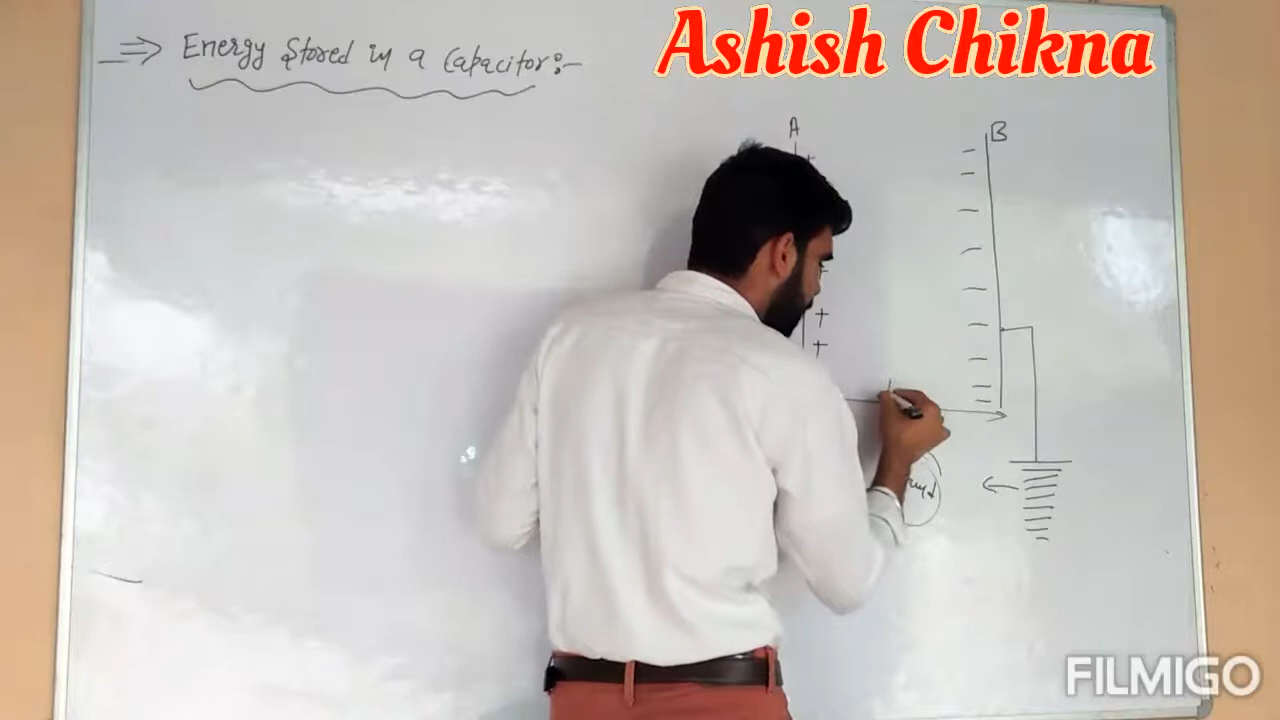 Ashish Chikna
⇒ Energy Stored in a Capacitor:-
A
B
FILMIGO